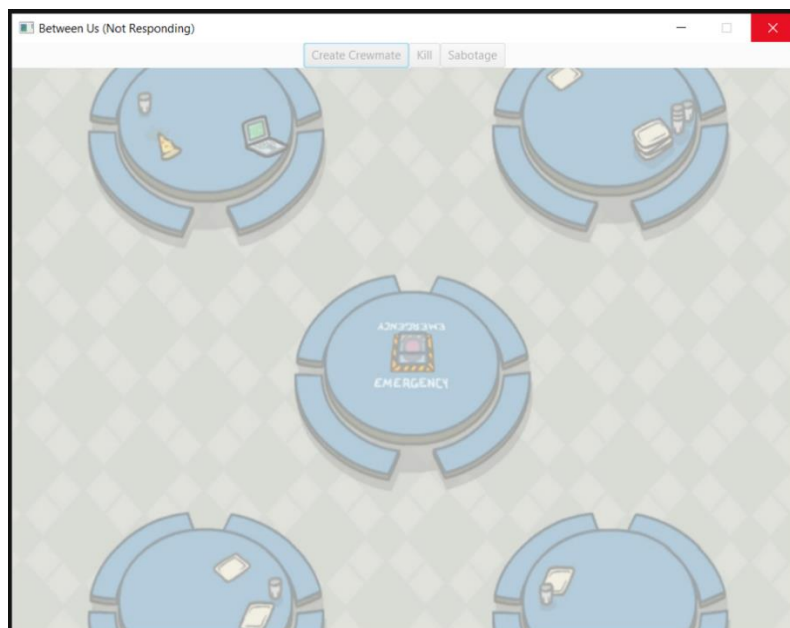 Between Us (Not Responding)
Create Crewmate Kill Sabotage
EMERGENCY
EMERGENCY